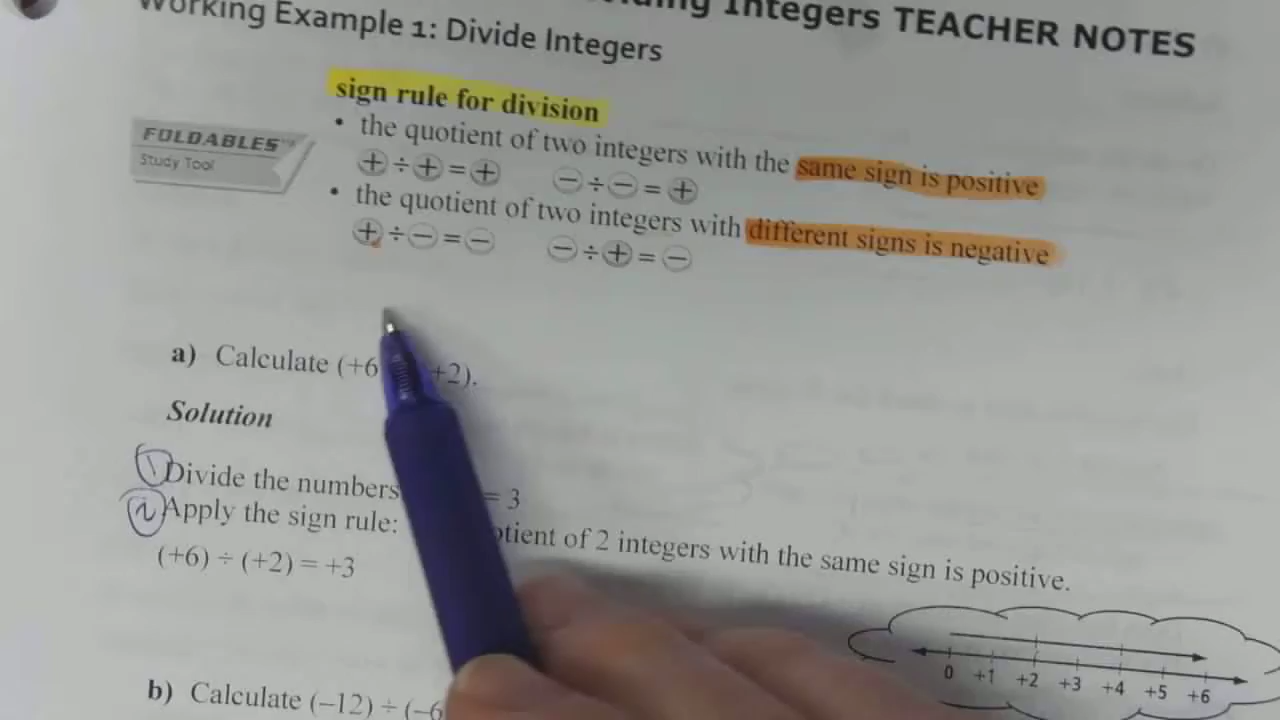 Integers TEACHER NOTES
Working Example 1: Divide Integers
sign rule for division
• the quotient of two integers with the same sign is positive
+ ÷ + = + − ÷ − = +
• the quotient of two integers with different signs is negative
+ ÷ − = − − ÷ + = −
FOLDABLES™
Study Tool
a) Calculate (+6 +2).
Solution
1 Divide the numbers = 3
2 Apply the sign rule: of 2 integers with the same sign is positive.
(+6) ÷ (+2) = +3
0 +1 +2 +3 +4 +5 +6
b) Calculate (−12) ÷ (−6